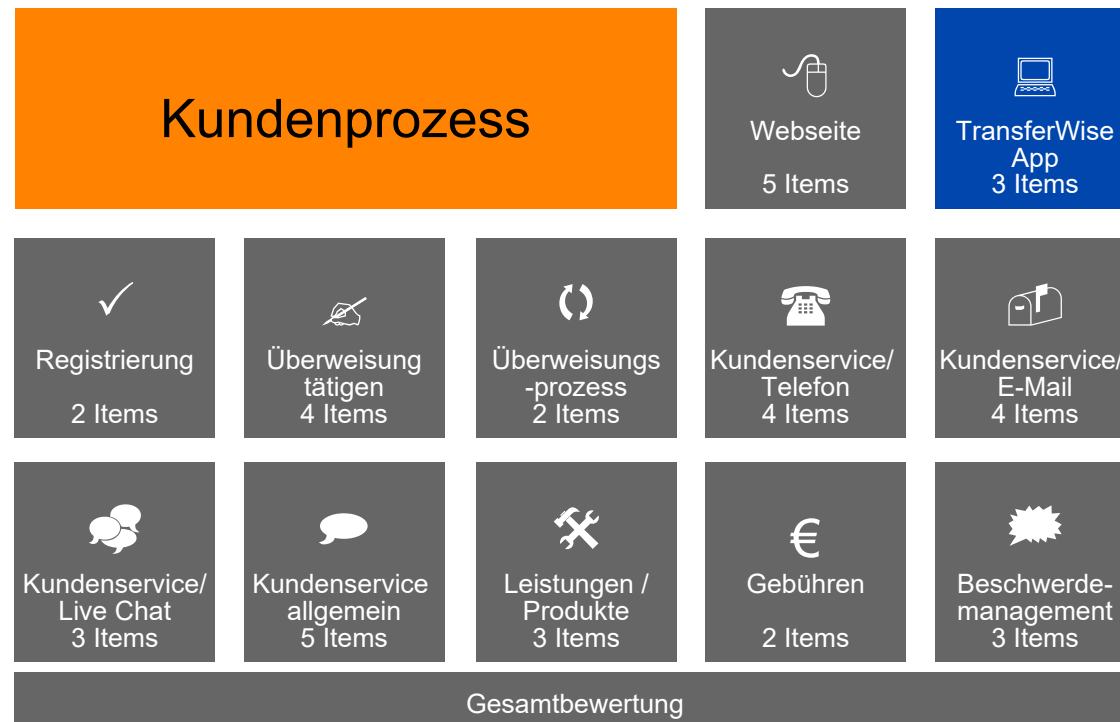 Kundenprozess
Webseite
5 Items
TransferWise
App
3 Items
Registrierung
2 Items
Überweisung
tätigen
4 Items
Überweisungs
-prozess
2 Items
Kundenservice/
Telefon
4 Items
Kundenservice/
E-Mail
4 Items
Kundenservice/
Live Chat
3 Items
Kundenservice
allgemein
5 Items
Leistungen /
Produkte
3 Items
€
Gebühren
2 Items
Beschwerde-
management
3 Items
Gesamtbewertung